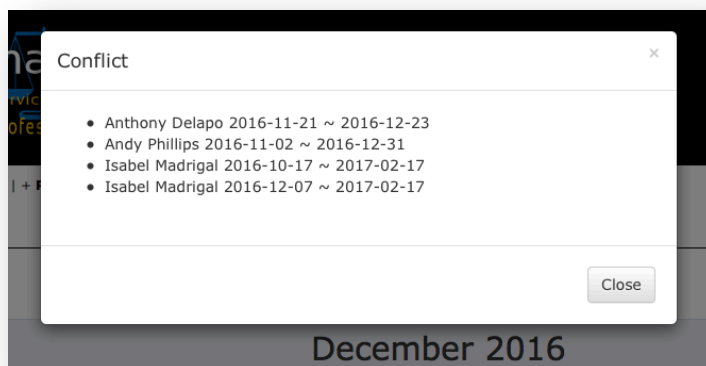 Conflict
×
• Anthony Delapo 2016-11-21 ~ 2016-12-23
• Andy Phillips 2016-11-02 ~ 2016-12-31
• Isabel Madrigal 2016-10-17 ~ 2017-02-17
• Isabel Madrigal 2016-12-07 ~ 2017-02-17
Close
December 2016